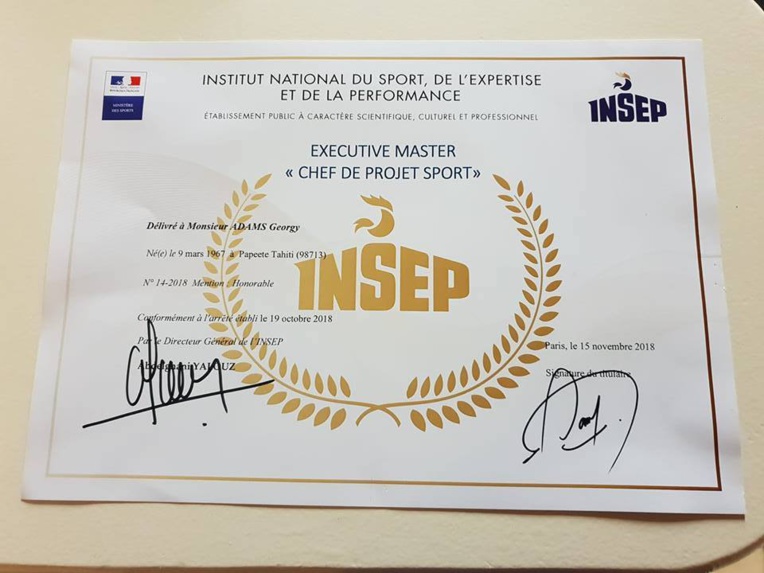 INSTITUT NATIONAL DU SPORT, DE L'EXPERTISE
ET DE LA PERFORMANCE
ÉTABLISSEMENT PUBLIC À CARACTÈRE SCIENTIFIQUE, CULTUREL ET PROFESSIONNEL
MINISTÈRE
DES SPORTS
INSEP
EXECUTIVE MASTER
« CHEF DE PROJET SPORT»
Délivré à Monsieur ADAMS Georgy
Né(e) le 9 mars 1967 à Papeete Tahiti (98713)
INSEP
N° 14-2018 Mention : Honorable
Conformément à l'arrêté établi le 19 octobre 2018
Par le Directeur Général de l'INSEP
Paris, le 15 novembre 2018
Signature du titulaire